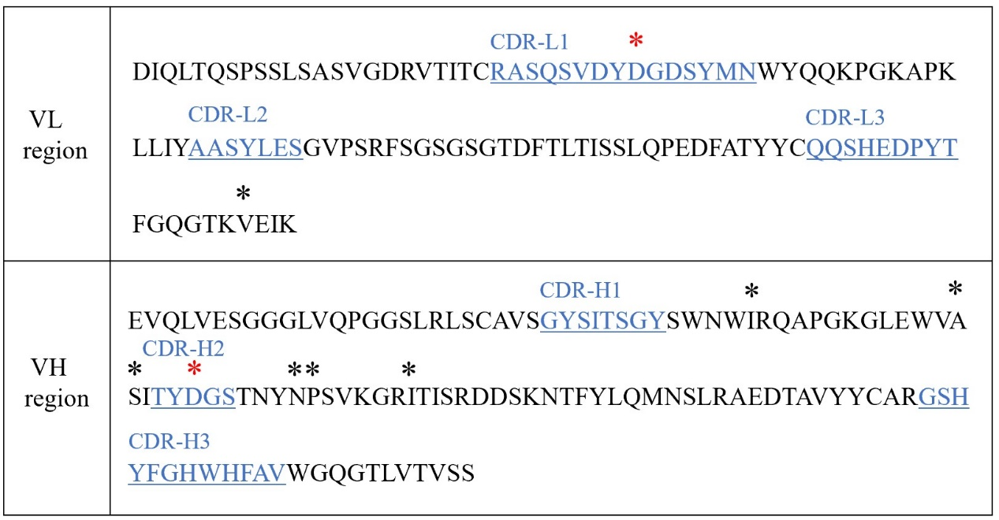 CDR-L1 *
DIQLTQSPSSLSASVGDRVTITCRASQSVDYDGDSYMNWYQQKPGKAPK
CDR-L2 CDR-L3
VL
region
LLIYAASYLESGVPSRFSGSGSGTDFTLTISSLQPEDFATYYCQQSHEDPYT
*
FGQGTKVEIK
CDR-H1 * *
EVQLVESGGGLVQPGGSLRLSCAVSGYSITSGYSWNWIRQAPGKGLEWVA
CDR-H2
* * ** *
VH
region
SITYDGSTNYNPSVKGRITISRDDSKNTFYLQMNSLRAEDTAVYYCARGSH
CDR-H3
YFGHWHFAVWGQGTLVTVSS